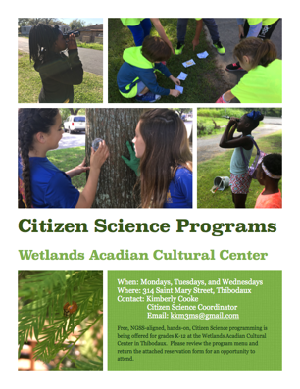 Citizen Science Programs
Wetlands Acadian Cultural Center
When: Mondays, Tuesdays, and Wednesdays
Where: 314 Saint Mary Street, Thibodaux
Contact: Kimberly Cooke
Citizen Science Coordinator
Email: kxm3ns@gmail.com
Free, NGSS-aligned, hands-on, Citizen Science programming is
being offered for grades K-12 at the WetlandsAcadian Cultural
Center in Thibodaux. Please review the program menu and
return the attached reservation form for an opportunity to
attend.